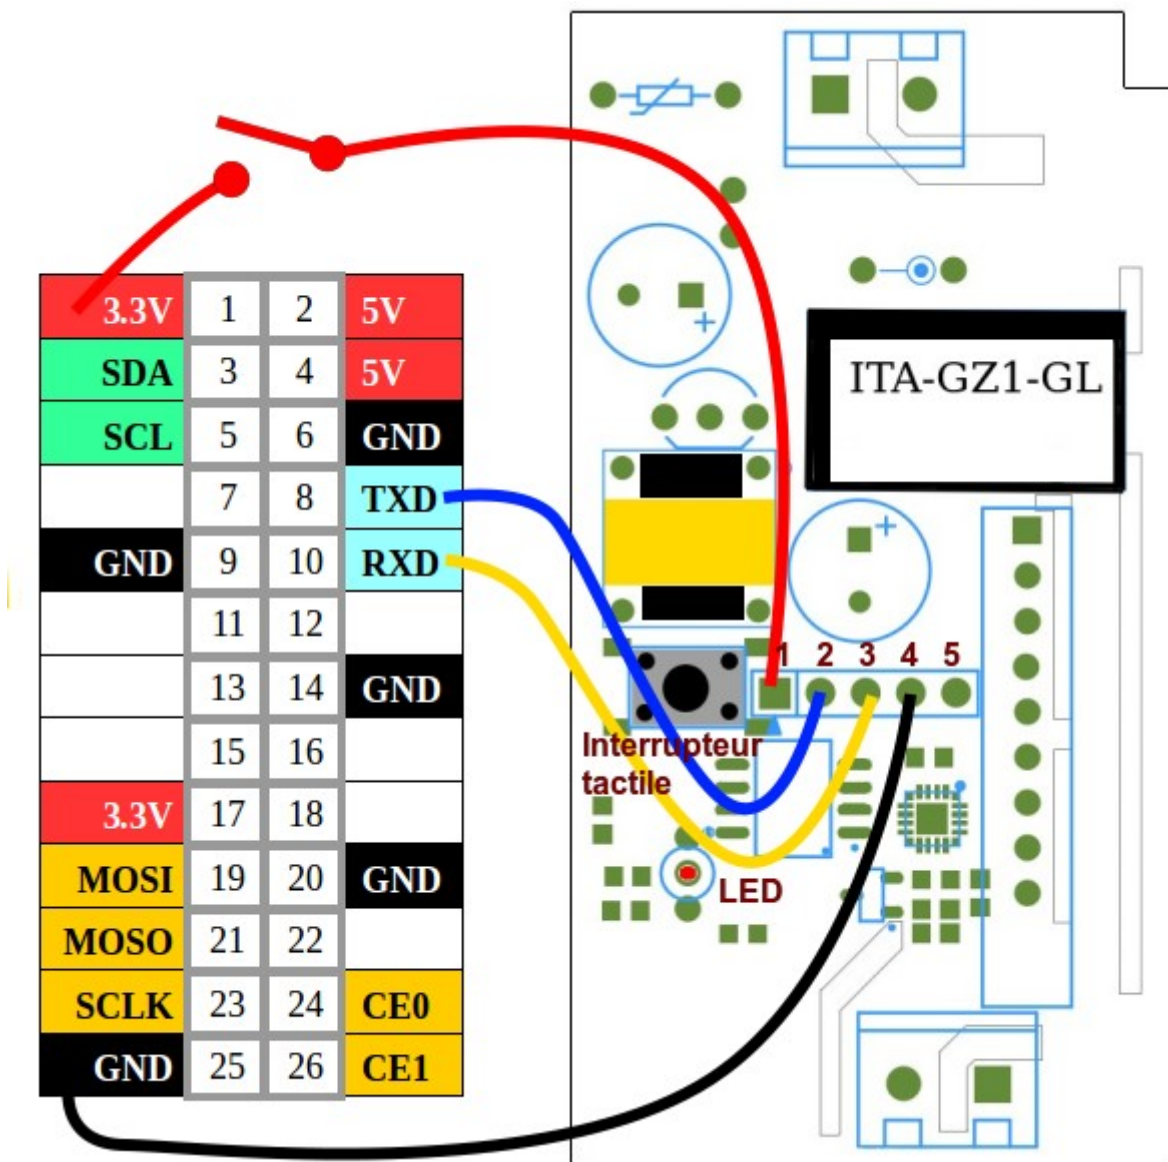 3.3V 1 2 5V
SDA 3 4 5V
SCL 5 6 GND
7 8 TXD
GND 9 10 RXD
11 12
13 14 GND
15 16
3.3V 17 18
MOSI 19 20 GND
MOSO 21 22
SCLK 23 24 CE0
GND 25 26 CE1
ITA-GZ1-GL
1 2 3 4 5
Interrupteur
tactile
LED